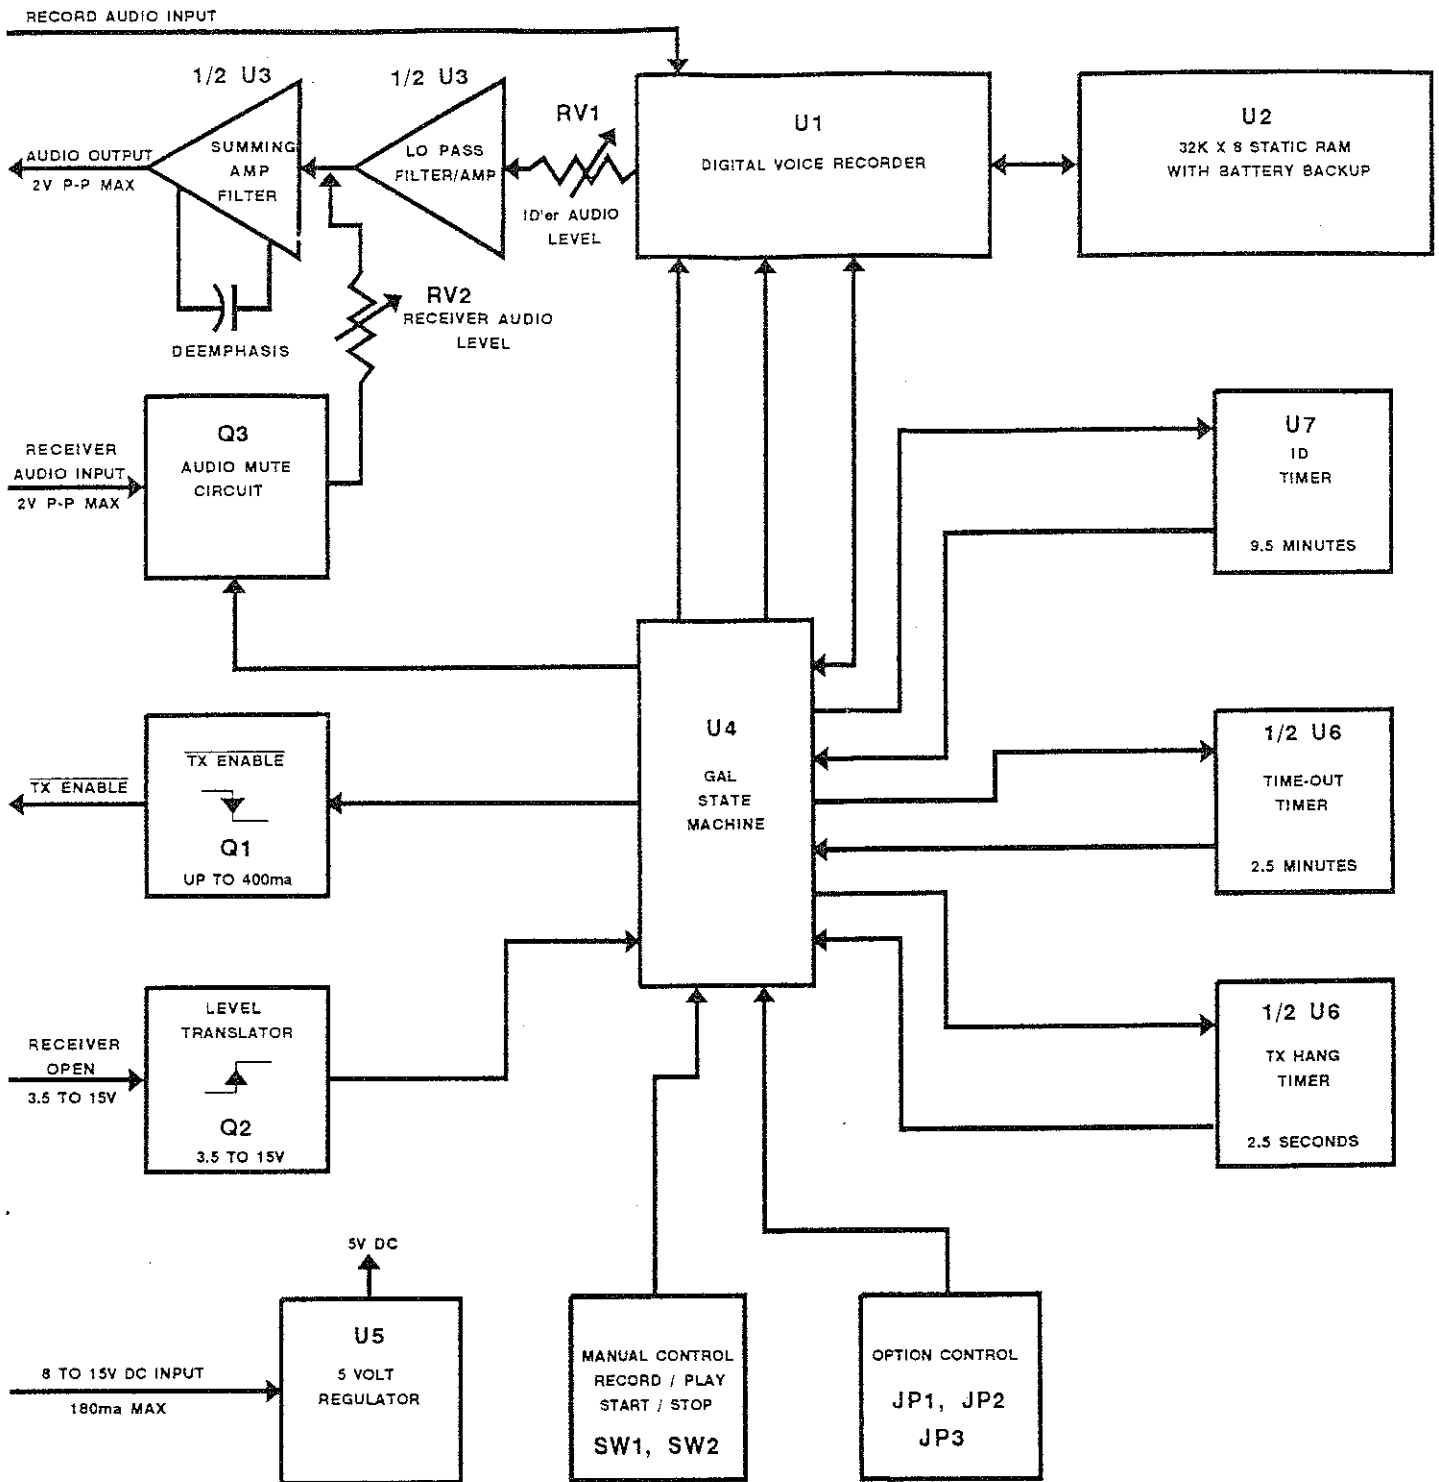 RECORD AUDIO INPUT
1/2 U3
SUMMING
AMP
FILTER
1/2 U3
LO PASS
FILTER/AMP
RV1
ID'er AUDIO
LEVEL
U1
DIGITAL VOICE RECORDER
U2
32K X 8 STATIC RAM
WITH BATTERY BACKUP
AUDIO OUTPUT
2V P-P MAX
DEEMPHASIS
RV2
RECEIVER AUDIO
LEVEL
RECEIVER
AUDIO INPUT
2V P-P MAX
Q3
AUDIO MUTE
CIRCUIT
U7
ID
TIMER
9.5 MINUTES
TX ENABLE
TX ENABLE
Q1
UP TO 400ma
U4
GAL
STATE
MACHINE
1/2 U6
TIME-OUT
TIMER
2.5 MINUTES
RECEIVER
OPEN
3.5 TO 15V
LEVEL
TRANSLATOR
Q2
3.5 TO 15V
1/2 U6
TX HANG
TIMER
2.5 SECONDS
5V DC
8 TO 15V DC INPUT
180ma MAX
U5
5 VOLT
REGULATOR
MANUAL CONTROL
RECORD / PLAY
START / STOP
SW1, SW2
OPTION CONTROL
JP1, JP2
JP3